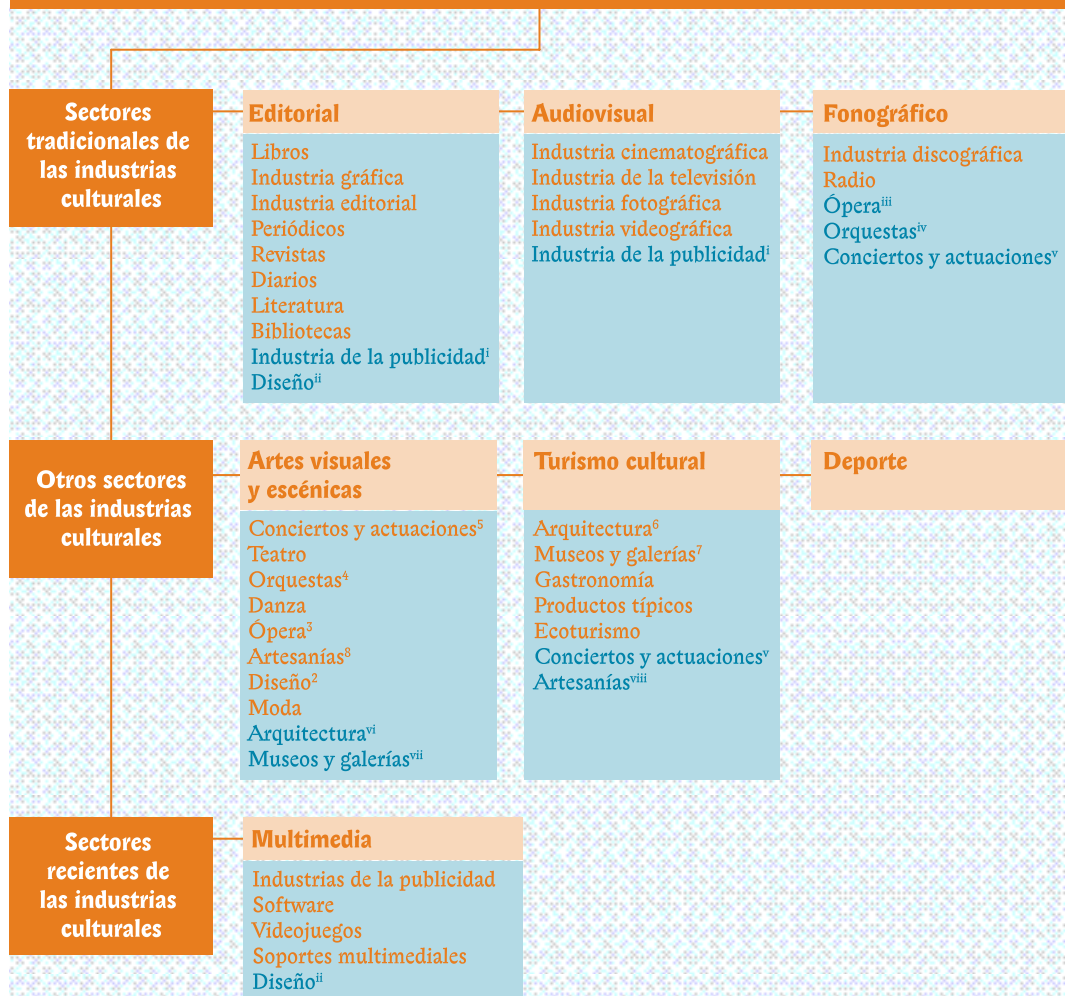 Sectores
tradicionales de
las industrias
culturales
Editorial
Libros
Industria gráfica
Industria editorial
Periódicos
Revistas
Diarios
Literatura
Bibliotecas
Industria de la publicidadⁱ
Diseñoⁱⁱ
Audiovisual
Industria cinematográfica
Industria de la televisión
Industria fotográfica
Industria videográfica
Industria de la publicidadⁱ
Fonográfico
Industria discográfica
Radio
Óperaⁱⁱⁱ
Orquestasⁱᵛ
Conciertos y actuacionesᵛ
Otros sectores
de las industrias
culturales
Artes visuales
y escénicas
Conciertos y actuaciones⁵
Teatro
Orquestas⁴
Danza
Ópera³
Artesanías⁸
Diseño²
Moda
Arquitecturaᵛⁱ
Museos y galeríasᵛⁱⁱ
Turismo cultural
Arquitectura⁶
Museos y galerías⁷
Gastronomía
Productos típicos
Ecoturismo
Conciertos y actuacionesᵛ
Artesaníasᵛⁱⁱⁱ
Deporte
Sectores
recientes de
las industrias
culturales
Multimedia
Industrias de la publicidad
Software
Videojuegos
Soportes multimediales
Diseñoⁱⁱ